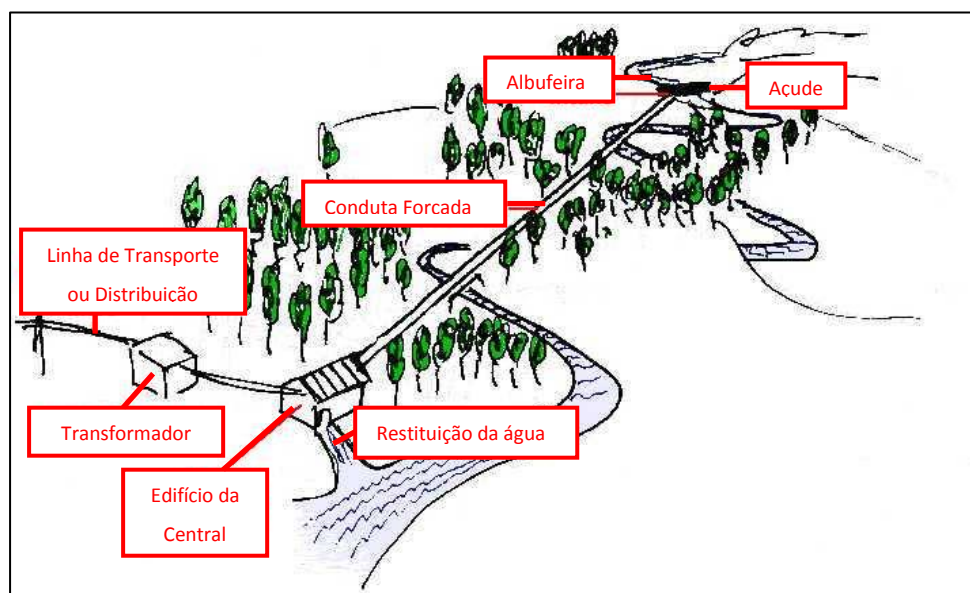 Albufeira
Açude
Conduta Forcada
Linha de Transporte
ou Distribuicão
Transformador
Restituição da água
Edifício da
Central